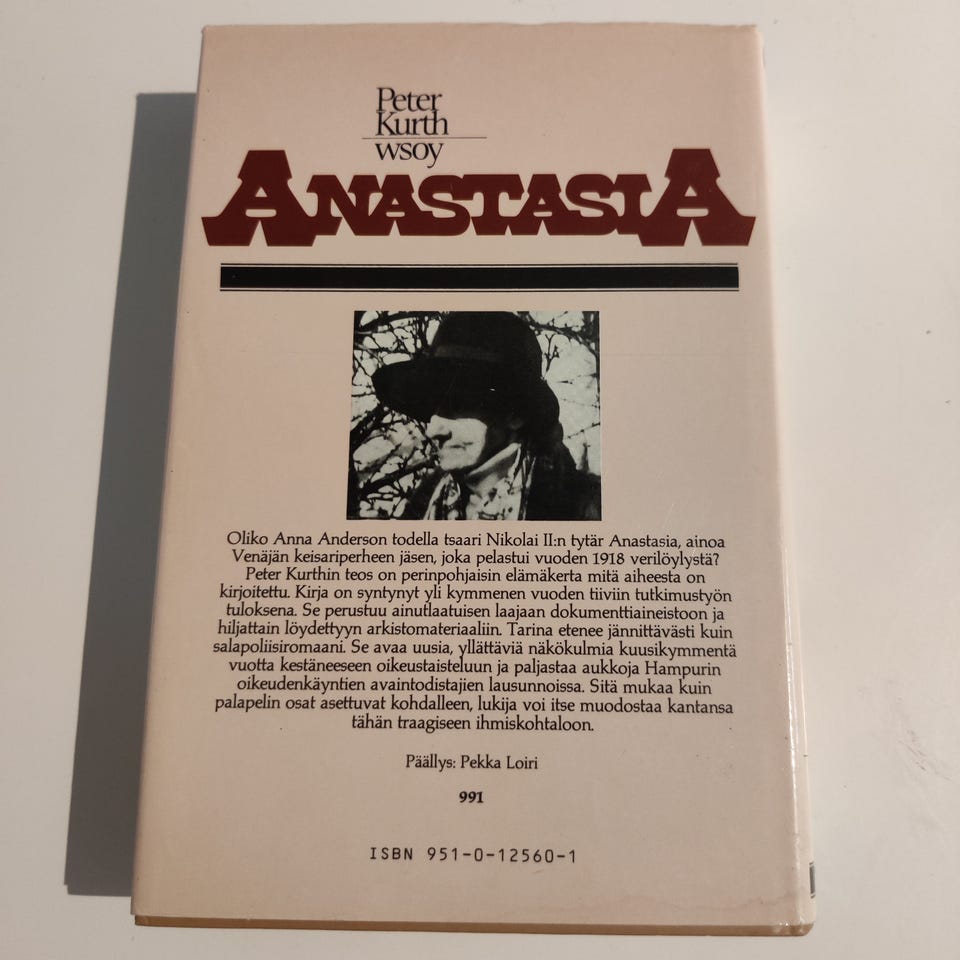 Peter
Kurth
wsoy
ANASTASIA
Oliko Anna Anderson todella tsaari Nikolai II:n tytär Anastasia, ainoa
Venäjän keisariperheen jäsen, joka pelastui vuoden 1918 verilöylystä?
Peter Kurthin teos on perinpohjaisin elämäkerta mitä aiheesta on
kirjoitettu. Kirja on syntynyt yli kymmenen vuoden tiiviin tutkimustyön
tuloksena. Se perustuu ainutlaatuisen laajaan dokumenttiaineistoon ja
hiljattain löydettyyn arkistomateriaaliin. Tarina etenee jännittävästi kuin
salapoliisiromaani. Se avaa uusia, yllättäviä näkökulmia kuusikymmentä
vuotta kestäneeseen oikeustaisteluun ja paljastaa aukkoja Hampurin
oikeudenkäyntien avaintodistajien lausunnoissa. Sitä mukaa kuin
palapelin osat asettuvat kohdalleen, lukija voi itse muodostaa kantansa
tähän traagiseen ihmiskohtaloon.
Päällys: Pekka Loiri
991
ISBN 951-0-12560-1